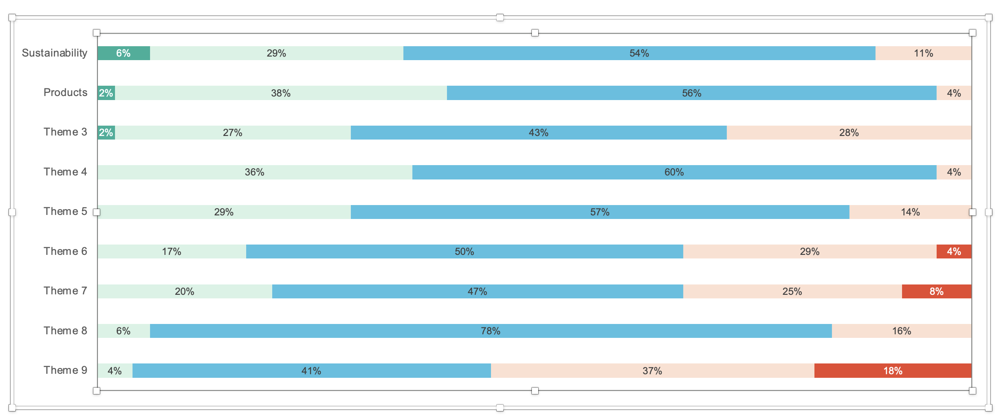 Sustainability 6% 29% 54% 11%
Products 2% 38% 56% 4%
Theme 3 2% 27% 43% 28%
Theme 4 36% 60% 4%
Theme 5 29% 57% 14%
Theme 6 17% 50% 29% 4%
Theme 7 20% 47% 25% 8%
Theme 8 6% 78% 16%
Theme 9 4% 41% 37% 18%